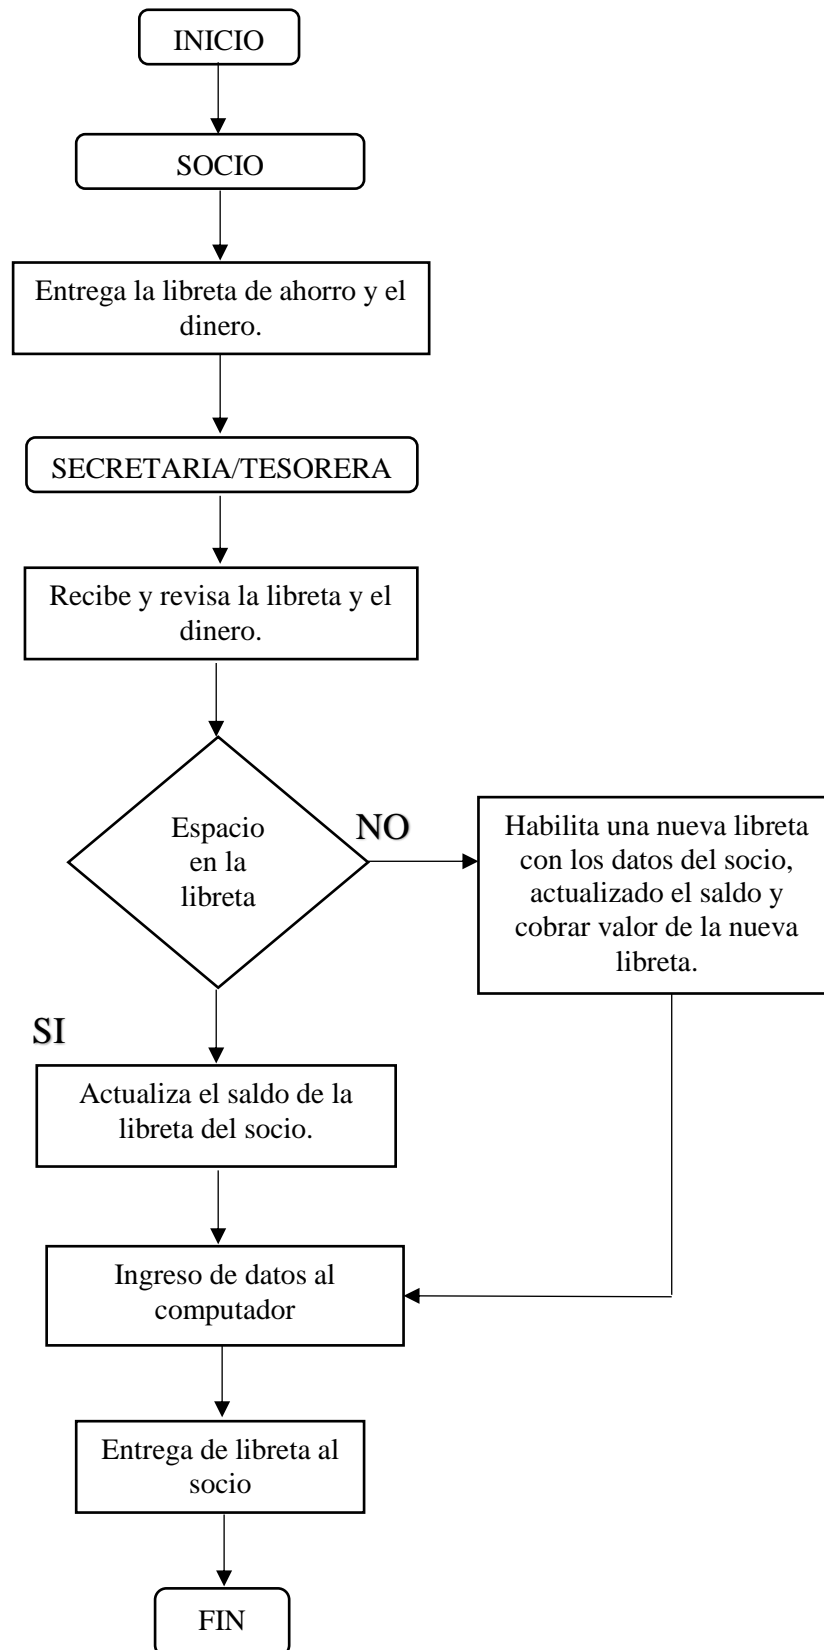 INICIO
SOCIO
Entrega la libreta de ahorro y el
dinero.
SECRETARIA/TESORERA
Recibe y revisa la libreta y el
dinero.
Espacio
en la
libreta
NO
Habilita una nueva libreta
con los datos del socio,
actualizado el saldo y
cobrar valor de la nueva
libreta.
SI
Actualiza el saldo de la
libreta del socio.
Ingreso de datos al
computador
Entrega de libreta al
socio
FIN